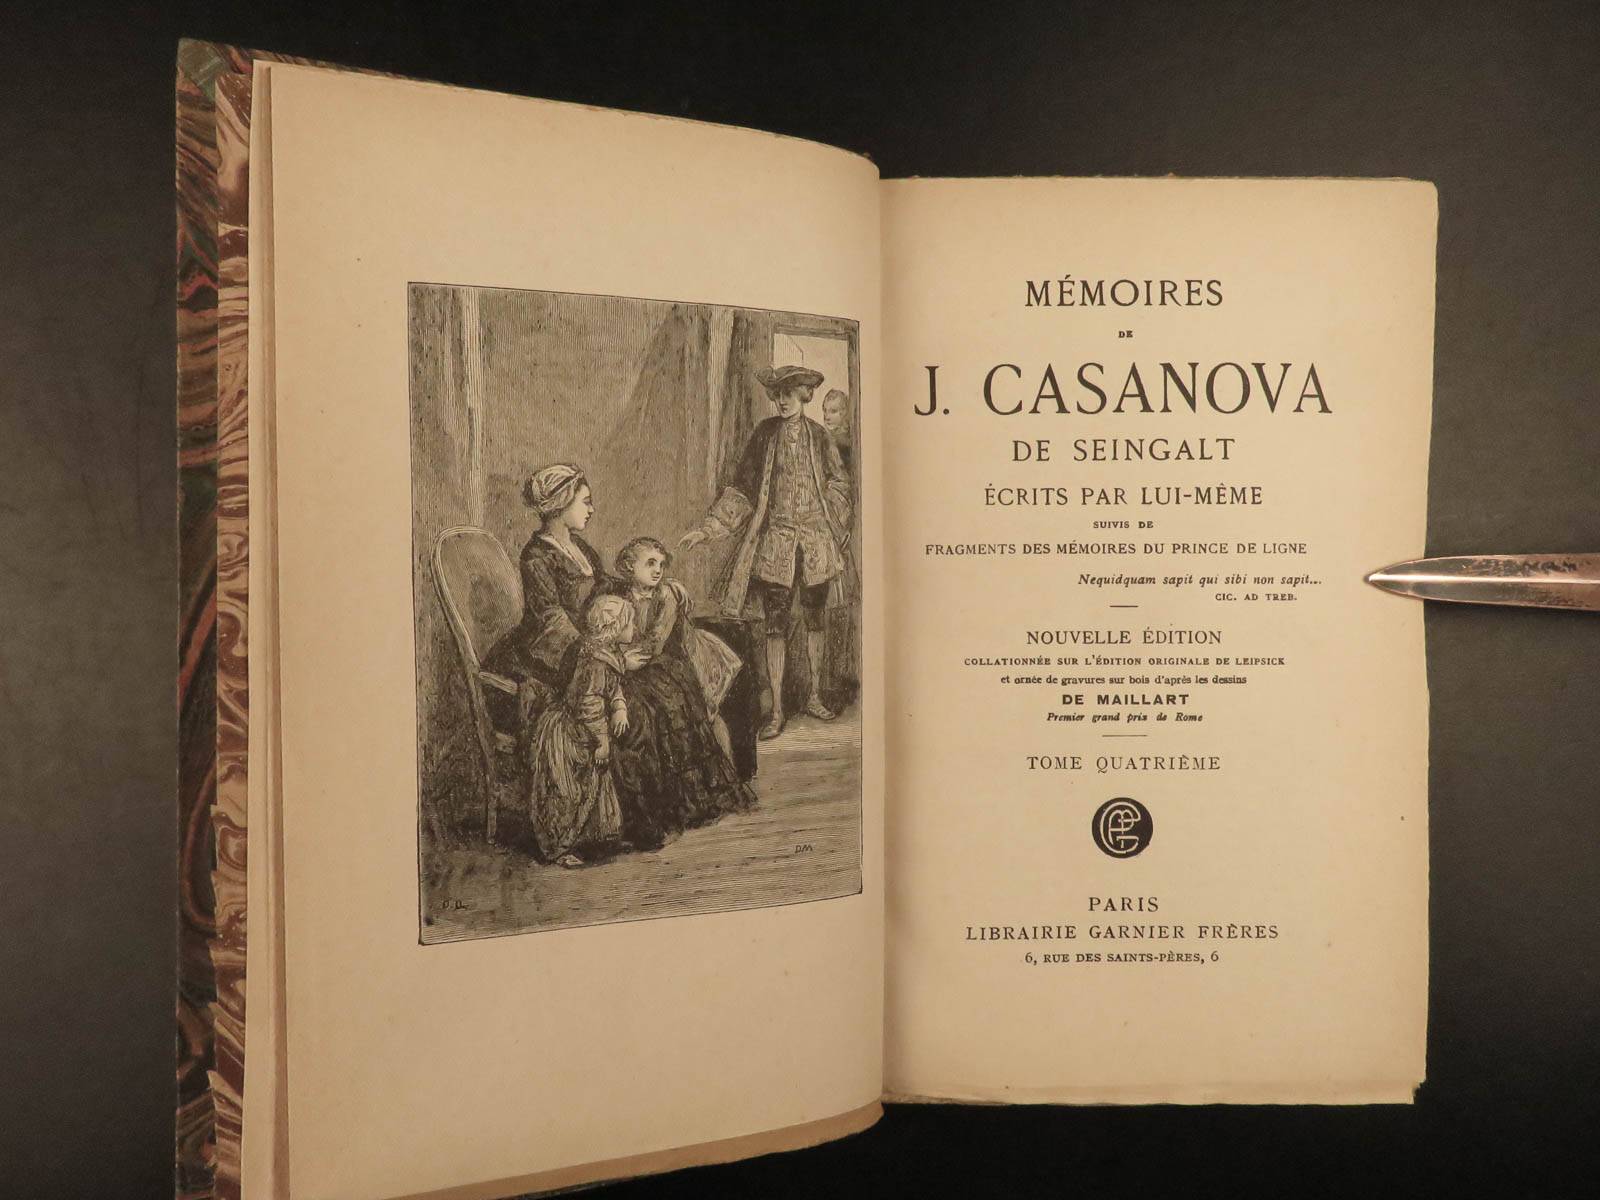 MÉMOIRES
DE
J. CASANOVA
DE SEINGALT
ÉCRITS PAR LUI-MÊME
SUIVIS DE
FRAGMENTS DES MÉMOIRES DU PRINCE DE LIGNE
Nequidquam sapit qui sibi non sapit...
CIC. AD TREB.
NOUVELLE ÉDITION
COLLATIONNÉE SUR L'ÉDITION ORIGINALE DE LEIPSICK
et ornée de gravures sur bois d'après les dessins
DE MAILLART
Premier grand prix de Rome
TOME QUATRIÈME
PARIS
LIBRAIRIE GARNIER FRÈRES
6, RUE DES SAINTS-PÈRES, 6
DM